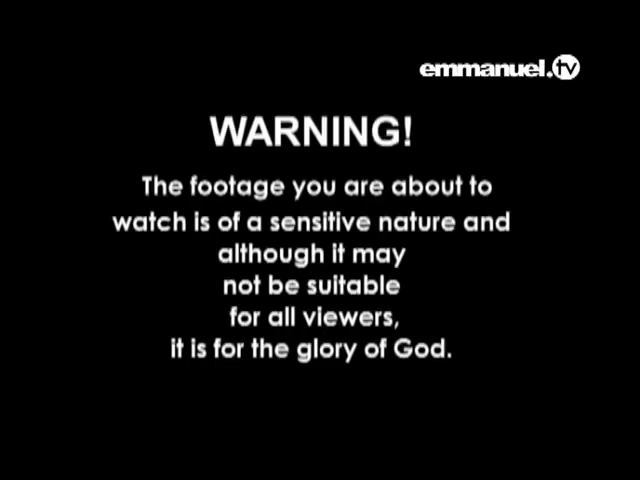 emmanuel.tv
WARNING!
The footage you are about to
watch is of a sensitive nature and
although it may
not be suitable
for all viewers,
it is for the glory of God.